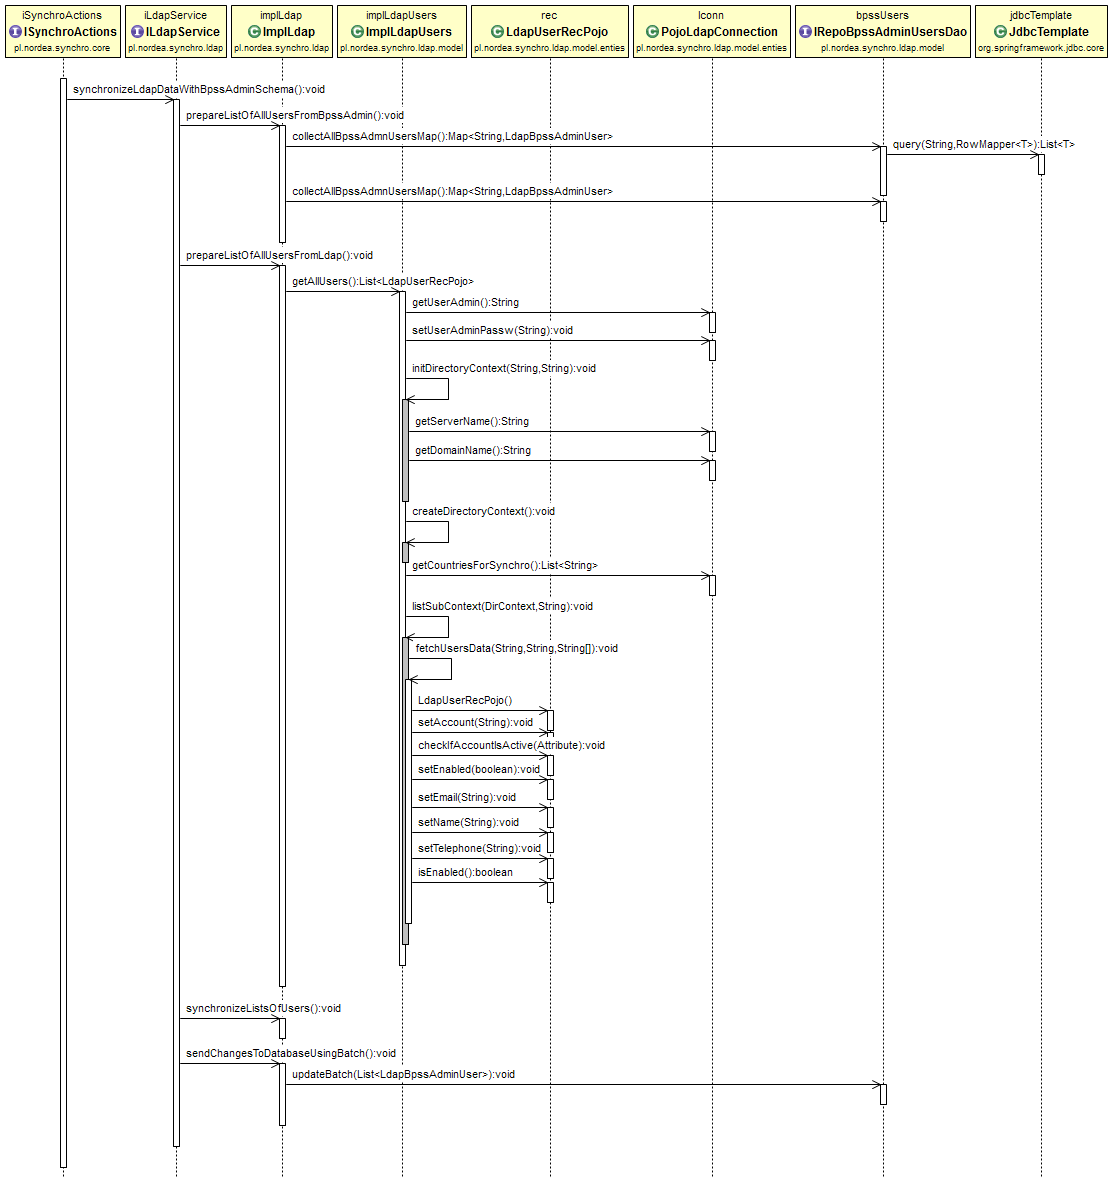 iSynchroActions
ISynchroActions
pl.nordea.synchro.core
iLdapService
ILdapService
pl.nordea.synchro.ldap
implLdap
ImplLdap
pl.nordea.synchro.ldap
implLdapUsers
ImplLdapUsers
pl.nordea.synchro.ldap.model
rec
LdapUserRecPojo
pl.nordea.synchro.ldap.model.enties
lconn
PojoLdapConnection
pl.nordea.synchro.ldap.model.enties
bpssUsers
IRepoBpssAdminUsersDao
pl.nordea.synchro.ldap.model
jdbcTemplate
JdbcTemplate
org.springframework.jdbc.core
synchronizeLdapDataWithBpssAdminSchema():void
prepareListOfAllUsersFromBpssAdmin():void
collectAllBpssAdmnUsersMap():Map<String,LdapBpssAdminUser>
query(String,RowMapper<T>):List<T>
collectAllBpssAdmnUsersMap():Map<String,LdapBpssAdminUser>
prepareListOfAllUsersFromLdap():void
getAllUsers():List<LdapUserRecPojo>
getUserAdmin():String
setUserAdminPassw(String):void
initDirectoryContext(String,String):void
getServerName():String
getDomainName():String
createDirectoryContext():void
getCountriesForSynchro():List<String>
listSubContext(DirContext,String):void
fetchUsersData(String,String,String[]):void
LdapUserRecPojo()
setAccount(String):void
checkIfAccountIsActive(Attribute):void
setEnabled(boolean):void
setEmail(String):void
setName(String):void
setTelephone(String):void
isEnabled():boolean
synchronizeListsOfUsers():void
sendChangesToDatabaseUsingBatch():void
updateBatch(List<LdapBpssAdminUser>):void